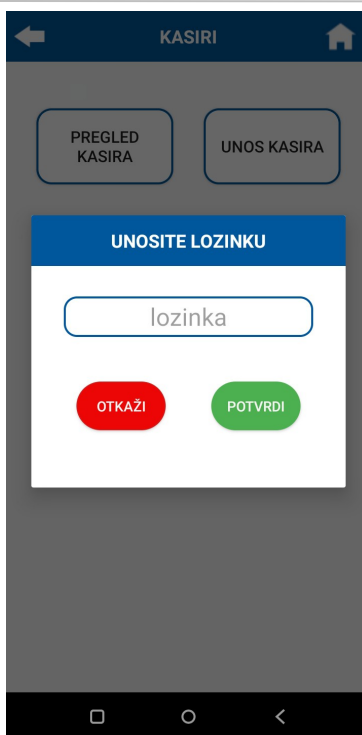 KASIRI
PREGLED
KASIRA
UNOS KASIRA
UNOSITE LOZINKU
lozinka
OTKAŽI
POTVRDI